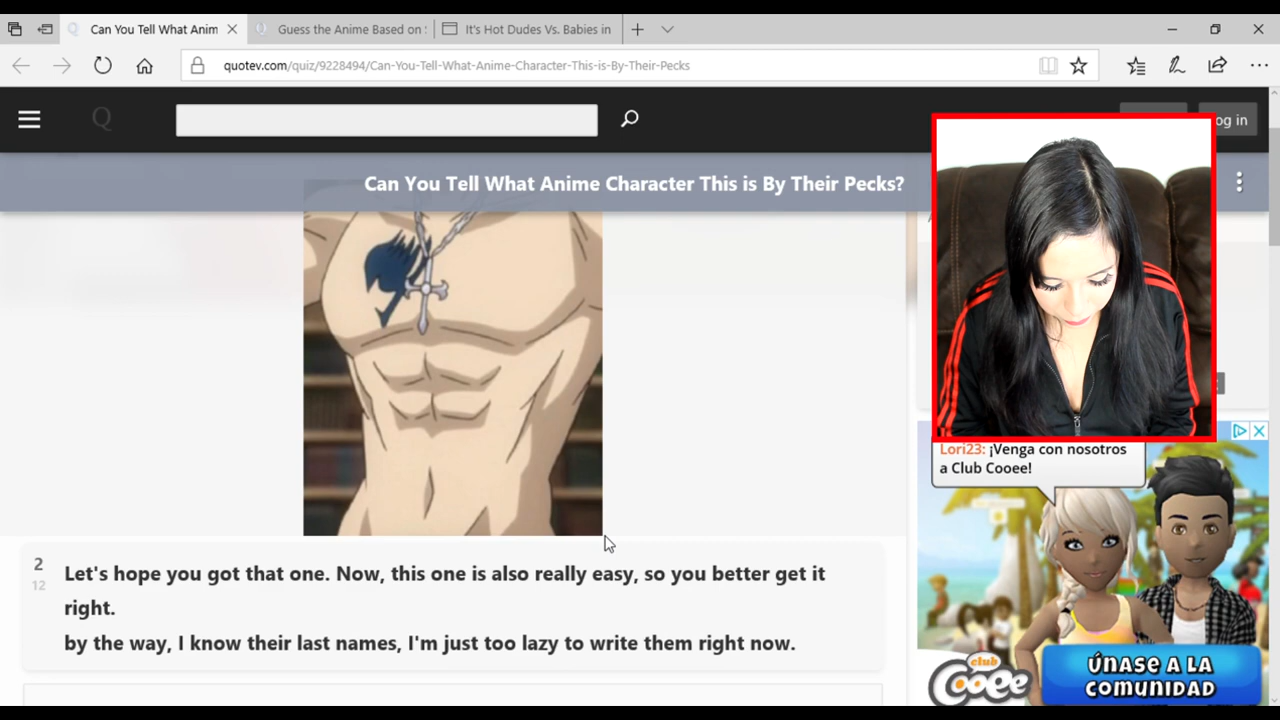 Can You Tell What Anim
Guess the Anime Based on
It's Hot Dudes Vs. Babies in
quotev.com/quiz/9228494/Can-You-Tell-What-Anime-Character-This-is-By-Their-Pecks
Q
og in
Can You Tell What Anime Character This is By Their Pecks?
2
12
Let's hope you got that one. Now, this one is also really easy, so you better get it
right.
by the way, I know their last names, I'm just too lazy to write them right now.
Lori23: ¡Venga con nosotros
a Club Cooee!
club
Cooee
ÚNASE A LA
COMUNIDAD